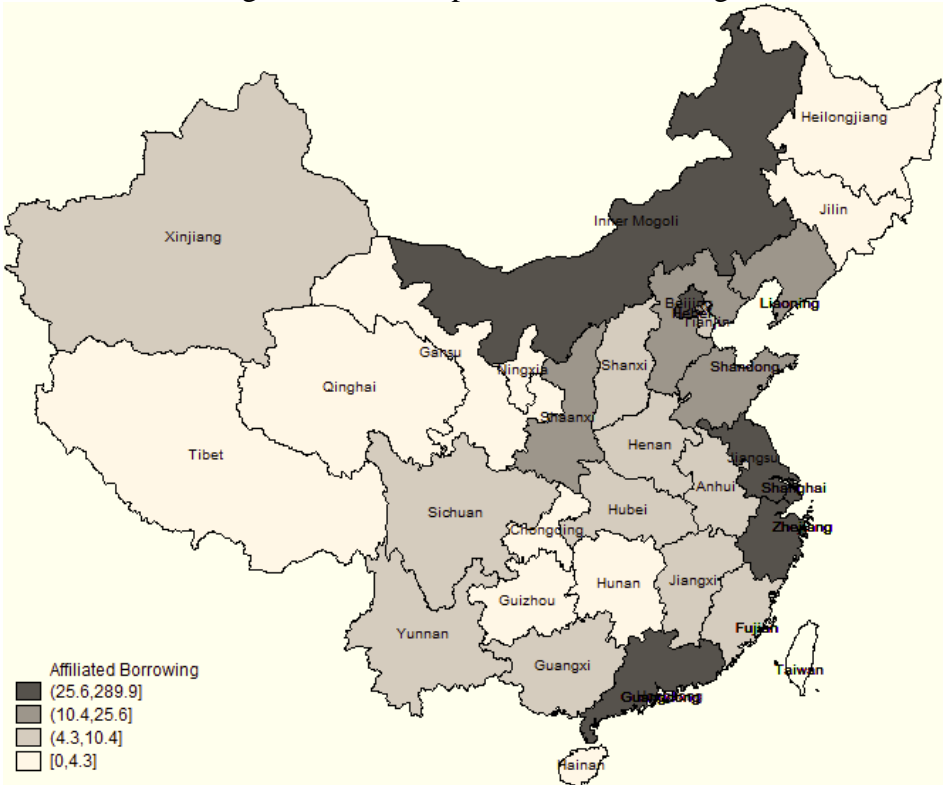 Heilongjiang
Jilin
Inner Mogoli
Xinjiang
Beijing
Liaoning
Hebei
Tianjin
Gansu
Ningxia
Shanxi
Shandong
Qinghai
Shaanxi
Henan
Tibet
Jiangsu
Anhui
Shanghai
Sichuan
Hubei
Chongqing
Zhejiang
Hunan
Jiangxi
Guizhou
Yunnan
Fujian
Guangxi
Taiwan
Guangdong
Hainan
Affiliated Borrowing
(25.6,289.9]
(10.4,25.6]
(4.3,10.4]
[0,4.3]